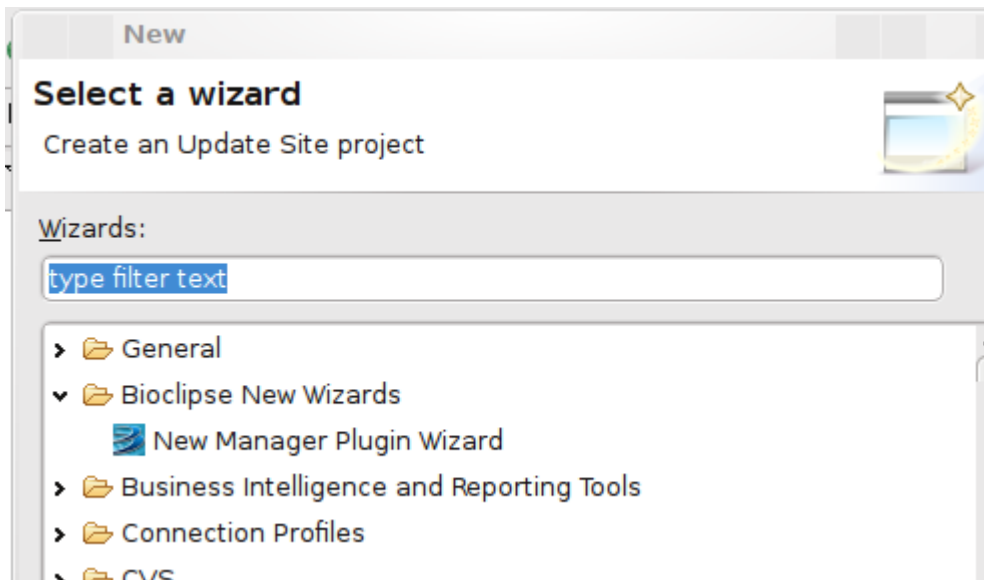 New
Select a wizard
Create an Update Site project
Wizards:
type filter text
General
Bioclipse New Wizards
New Manager Plugin Wizard
Business Intelligence and Reporting Tools
Connection Profiles
CVS